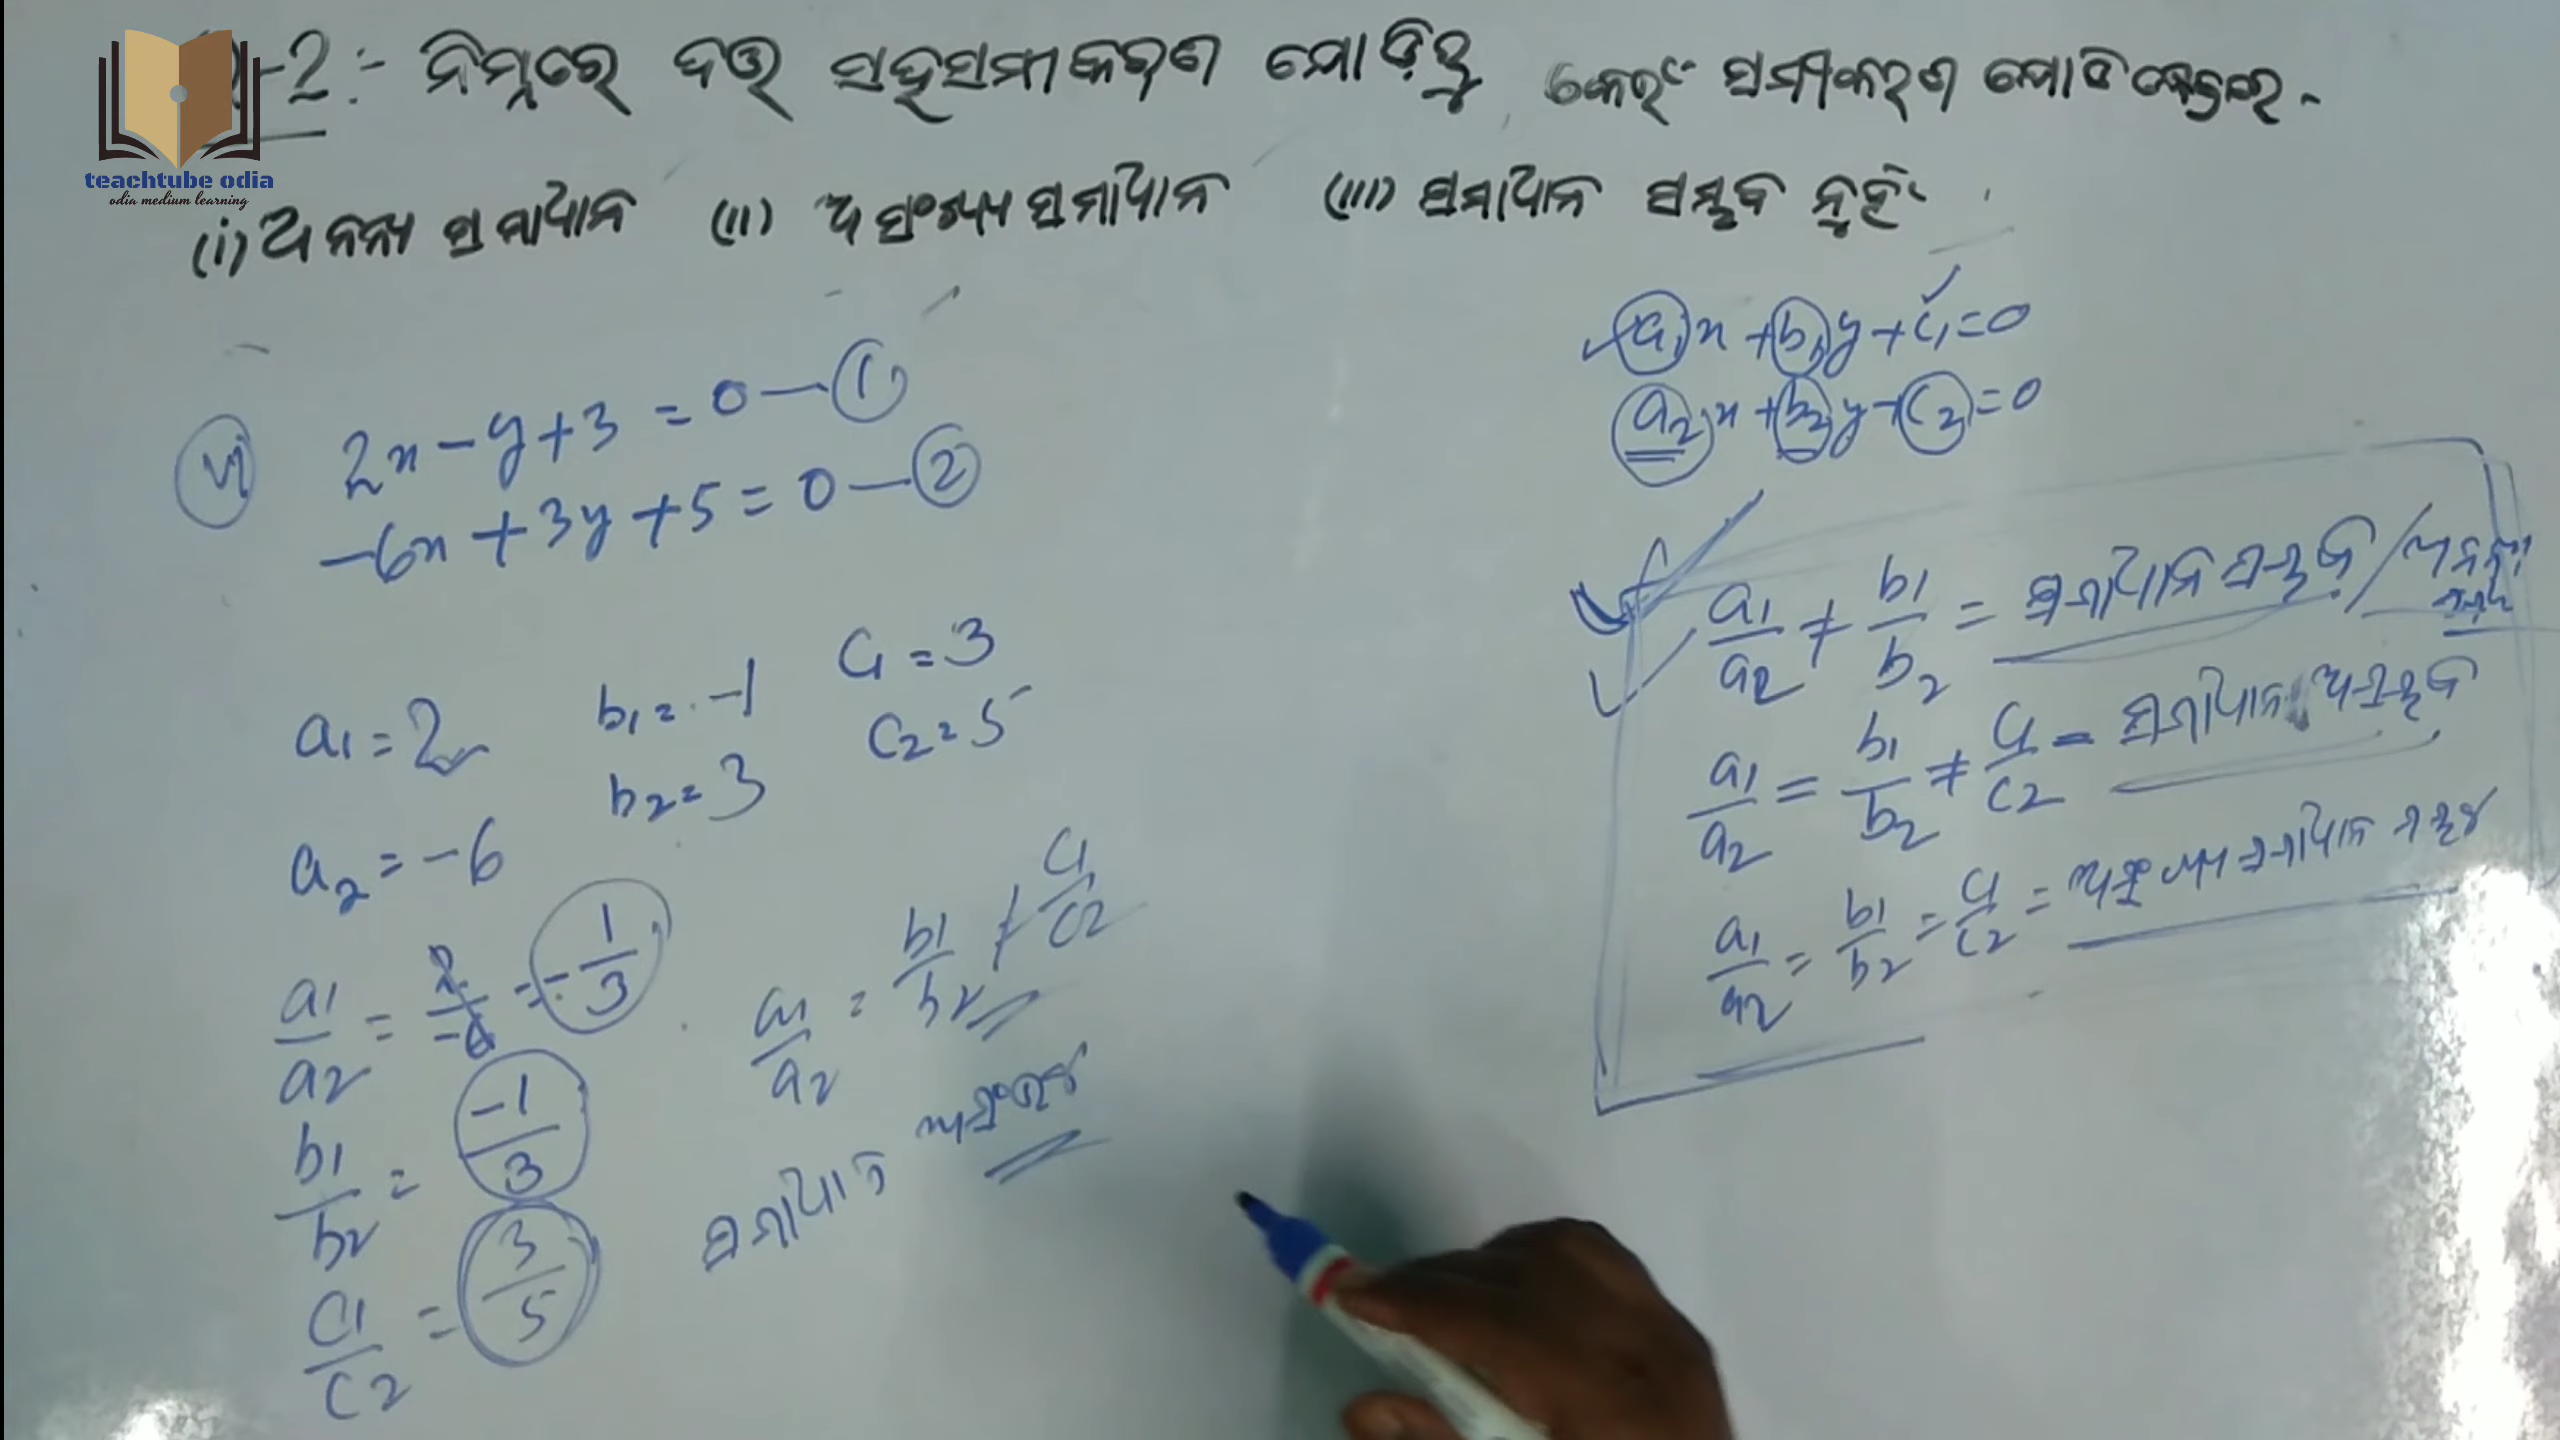 Q-2:- ନିମ୍ନରେ ଦତ୍ତ ସହସମୀକରଣ ଯୋଡ଼ିରୁ କେଉଁ ସମୀକରଣ ଯୋଡି କ୍ଷେତ୍ରରେ -
teachtube odia
odia medium learning
(i) ଅନନ୍ୟ ସମାଧାନ (ii) ଅସଂଖ୍ୟ ସମାଧାନ (iii) ସମାଧାନ ସମ୍ଭବ ନୁହଁ
vi
2x - y + 3 = 0 — 1
-6x + 3y + 5 = 0 — 2
a1 = 2 b1 = -1 c1 = 3
a2 = -6 b2 = 3 c2 = 5
a1/a2 = 2/-6 = -1/3
b1/b2 = -1/3
c1/c2 = 3/5
a1/a2 = b1/b2 ≠ c1/c2
ସମାଧାନ ଅସମ୍ଭବ
a1x + b1y + c1 = 0
a2x + b2y + c2 = 0
a1/a2 ≠ b1/b2 = ସମାଧାନ ସମ୍ଭବ / ଅନନ୍ୟ
a1/a2 = b1/b2 ≠ c1/c2 = ସମାଧାନ ଅସମ୍ଭବ
a1/a2 = b1/b2 = c1/c2 = ଅସଂଖ୍ୟ ସମାଧାନ ସମ୍ଭବ